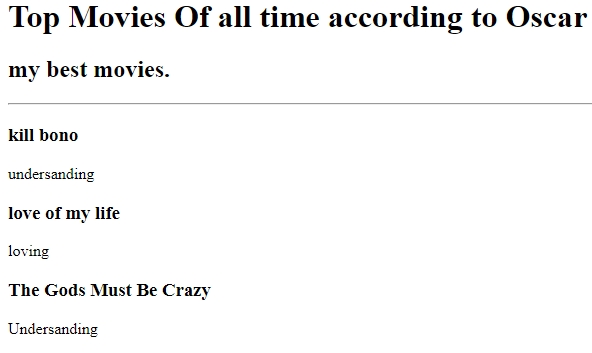 Top Movies Of all time according to Oscar
my best movies.
kill bono
undersanding
love of my life
loving
The Gods Must Be Crazy
Undersanding